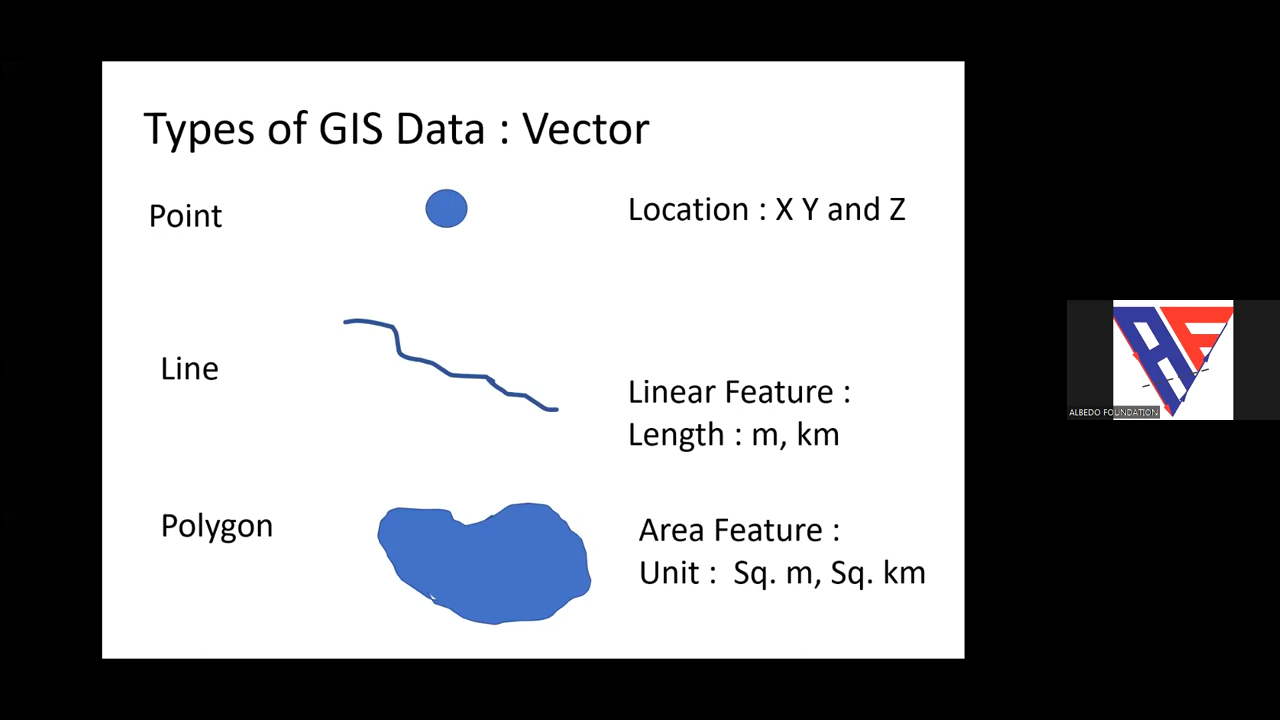 Types of GIS Data : Vector
Point
Location : X Y and Z
Line
Linear Feature :
Length : m, km
Polygon
Area Feature :
Unit :  Sq. m, Sq. km
AF
ALBEDO FOUNDATION